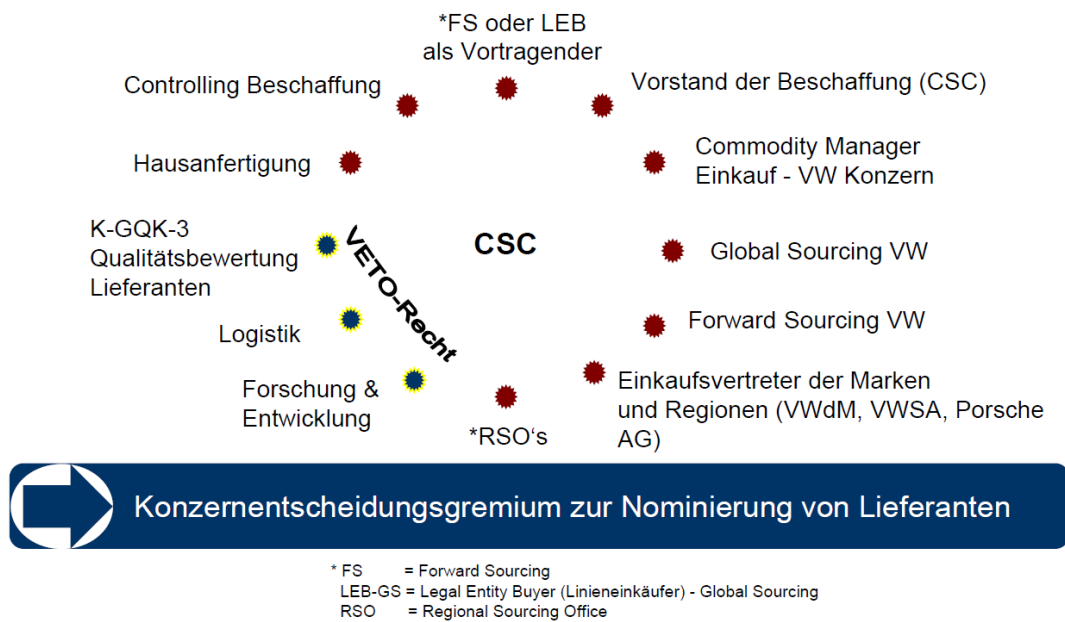 *FS oder LEB
als Vortragender
Controlling Beschaffung
Vorstand der Beschaffung (CSC)
Hausanfertigung
Commodity Manager
Einkauf - VW Konzern
K-GQK-3
Qualitätsbewertung
Lieferanten
VETO-Recht
CSC
Global Sourcing VW
Logistik
Forward Sourcing VW
Forschung &
Entwicklung
Einkaufsvertreter der Marken
und Regionen (VWdM, VWSA, Porsche
AG)
*RSO‘s
Konzernentscheidungsgremium zur Nominierung von Lieferanten
* FS = Forward Sourcing
LEB-GS = Legal Entity Buyer (Linieneinkäufer) - Global Sourcing
RSO = Regional Sourcing Office